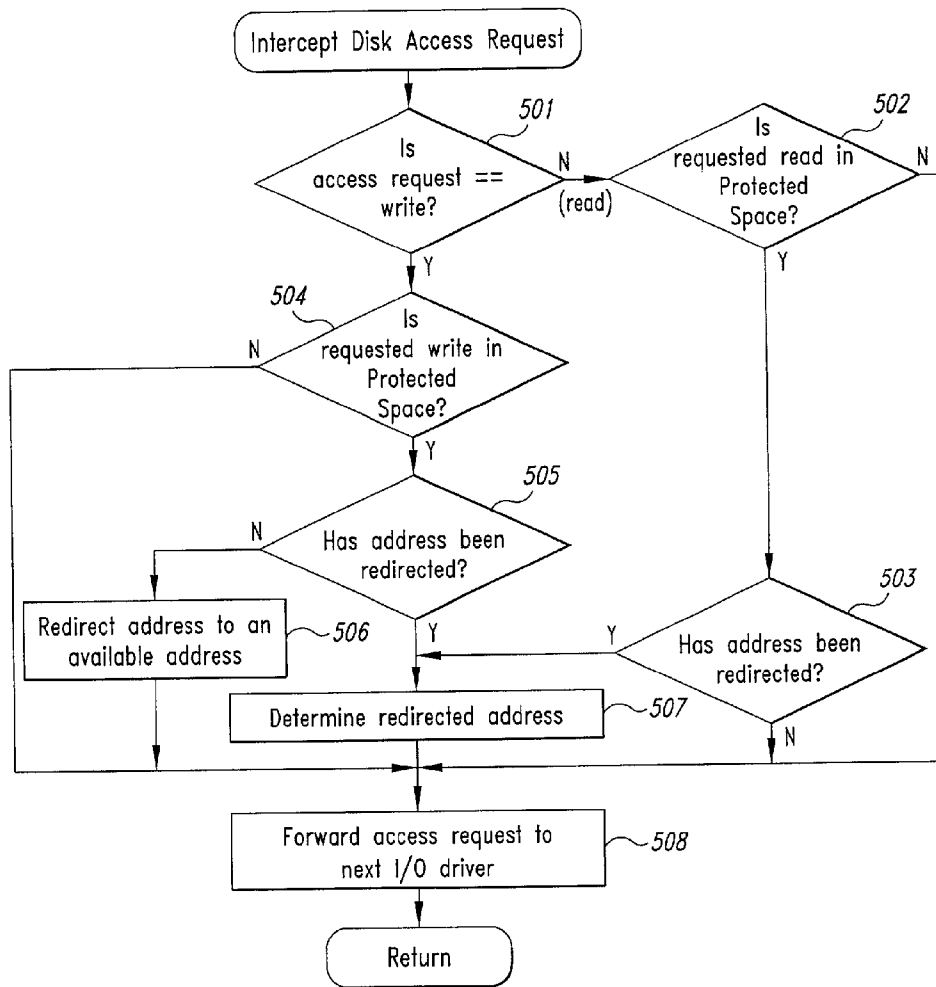 Intercept Disk Access Request
501
Is
access request ==
write?
N
(read)
Y
502
Is
requested read in
Protected
Space?
N
Y
504
Is
requested write in
Protected
Space?
N
Y
505
Has address been
redirected?
N
Y
503
Has address been
redirected?
Y
N
Redirect address to an
available address
506
Determine redirected address
507
Forward access request to
next I/O driver
508
Return